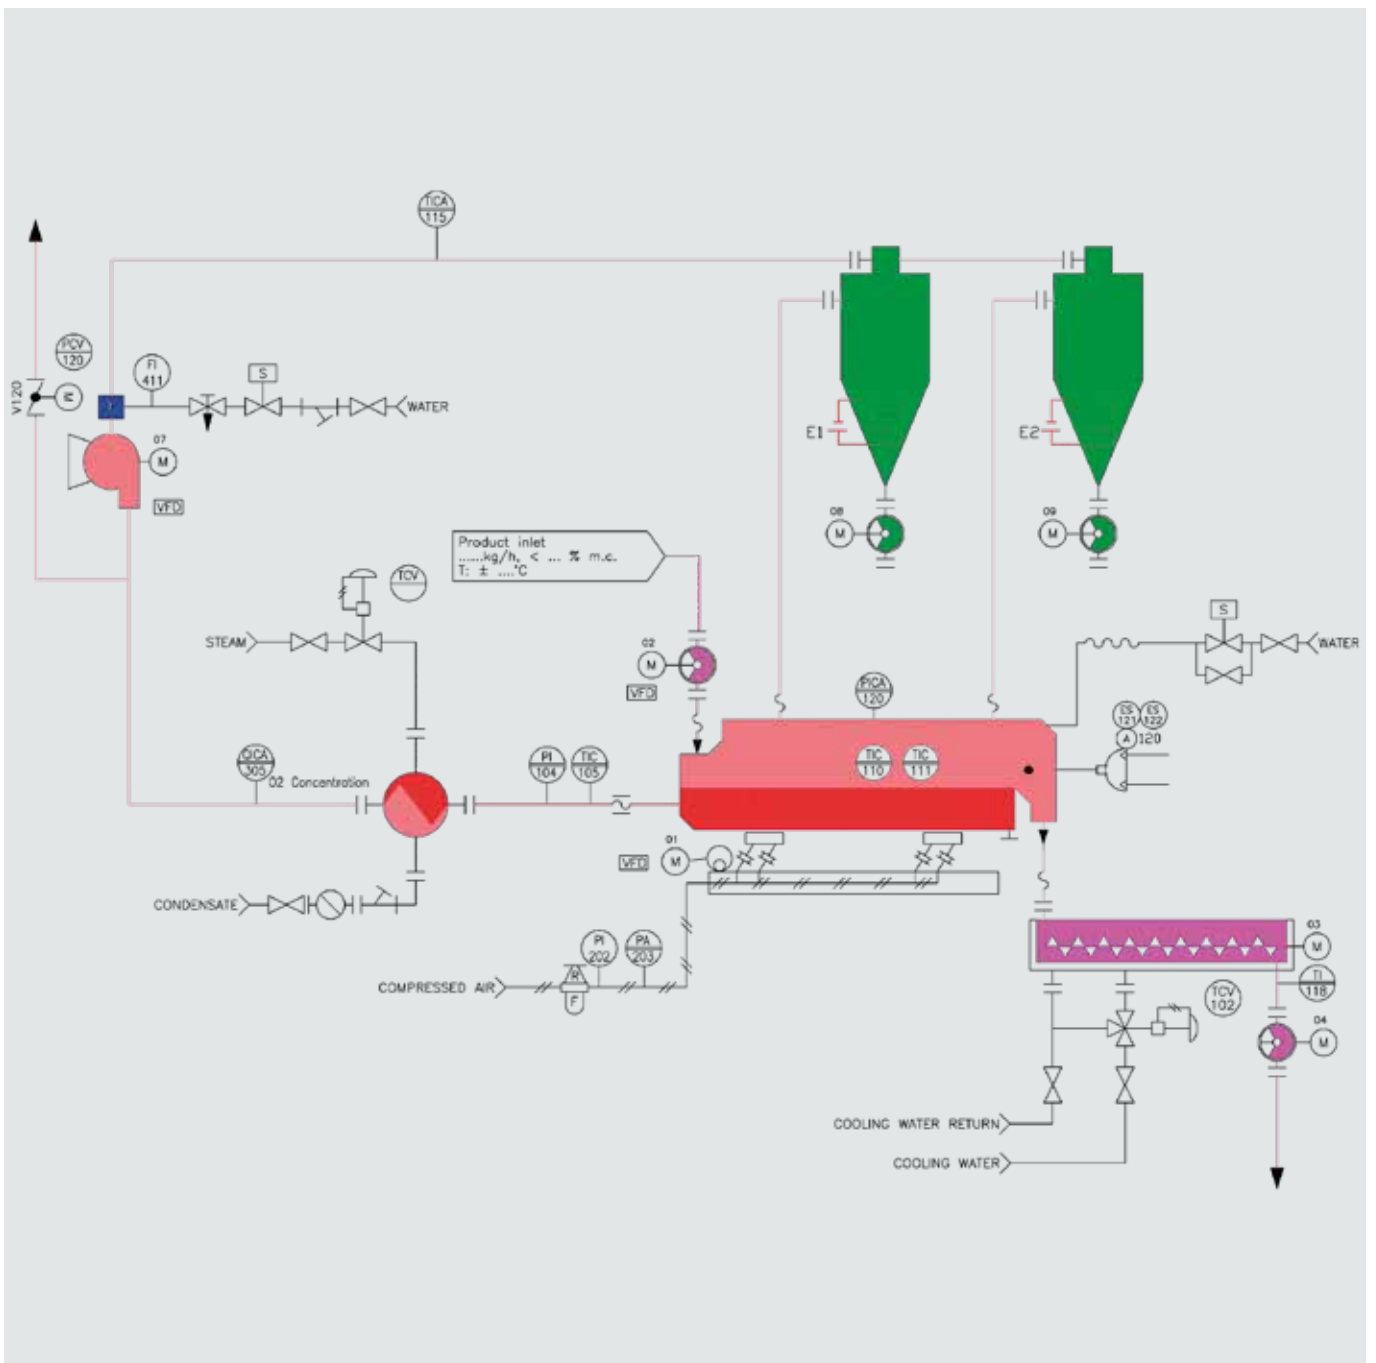 TICA
115
PCV
120
FI
411
S
WATER
V120
M
07
M
VFD
E1
E2
08
M
09
M
Product inlet
......kg/h, < ... % m.c.
T: ± ....°C
TCV
STEAM
02
M
VFD
S
WATER
PICA
120
ES
121
ES
122
A
120
OICA
305
O2 Concentration
PI
104
TIC
105
TIC
110
TIC
111
01
M
VFD
CONDENSATE
03
M
PI
202
PA
203
R
F
COMPRESSED AIR
TCV
102
TI
118
04
M
COOLING WATER RETURN
COOLING WATER